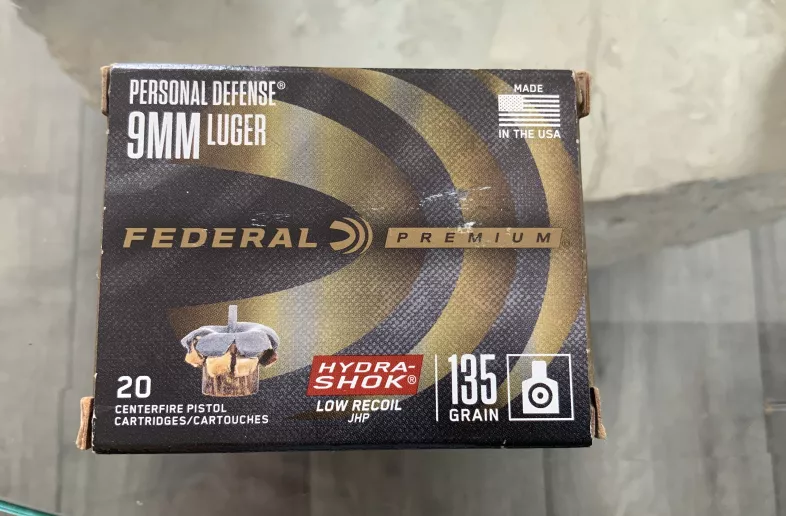 PERSONAL DEFENSE®
9MM LUGER
MADE
IN THE USA
FEDERAL PREMIUM®
20
CENTERFIRE PISTOL
CARTRIDGES/CARTOUCHES
HYDRA-
SHOK®
LOW RECOIL
JHP
135
GRAIN